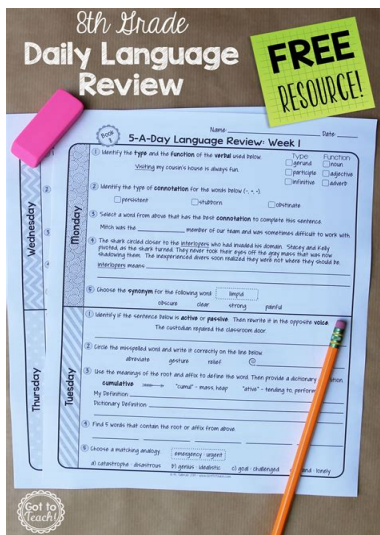 8th Grade
Daily Language
Review
FREE
RESOURCE!
Name: Date:
Book 1
5-A-Day Language Review: Week 1
Monday
① Identify the type and the function of the verbal used below.
Visiting my cousin's house is always fun.
Type: Function:
gerund noun
participle adjective
infinitive adverb
② Identify the type of connotation for the words below (-, +, ~)
persistent stubborn obstinate
③ Select a word from above that has the best connotation to complete this sentence.
Mitch was the member of our team and was sometimes difficult to work with.
④ The shark circled closer to the interlopers who had invaded his domain. Stacey and Kelly
pivoted, as the shark turned. They never took their eyes off the gray mass that was now
shadowing them. The inexperienced divers soon realized they were not where they should be.
interlopers means
⑤ Choose the synonym for the following word: limpid
obscure clear strong painful
Tuesday
① Identify if the sentence below is active or passive. Then rewrite it in the opposite voice.
The custodian repaired the classroom door.
② Circle the misspelled word and write it correctly on the line below.
abreviate gesture relief
③ Use the meanings of the root and affix to define the word. Then provide a dictionary
cumulative "cumul" - mass, heap "ative" - tending to, perform
My Definition:
Dictionary Definition:
④ Find 5 words that contain the root or affix from above.
⑤ Choose a matching analogy. emergency : urgent
a) catastrophe : disastrous b) genius : idealistic c) goal : challenged : lonely
Wednesday
Thursday
Got to
Teach!